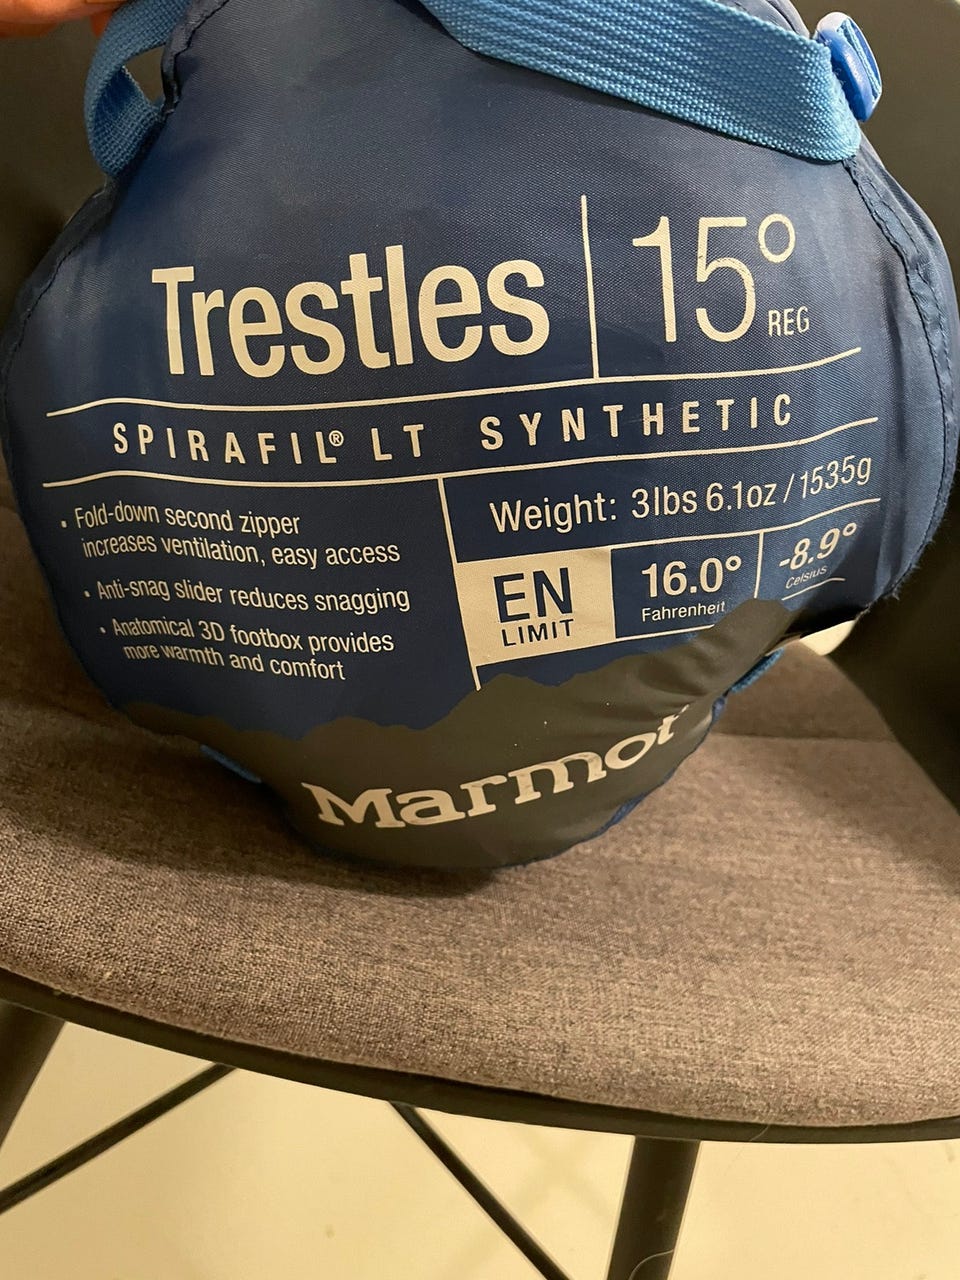 Trestles
15°
REG
SPIRAFIL® LT SYNTHETIC
• Fold-down second zipper
increases ventilation, easy access
• Anti-snag slider reduces snagging
• Anatomical 3D footbox provides
more warmth and comfort
Weight: 3lbs 6.1oz / 1535g
EN
LIMIT
16.0°
Fahrenheit
-8.9°
Celsius
Marmot